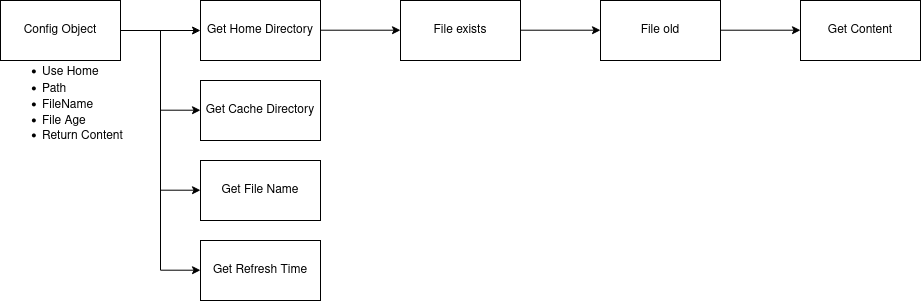 Config Object
Get Home Directory
File exists
File old
Get Content
• Use Home
• Path
• FileName
• File Age
• Return Content
Get Cache Directory
Get File Name
Get Refresh Time